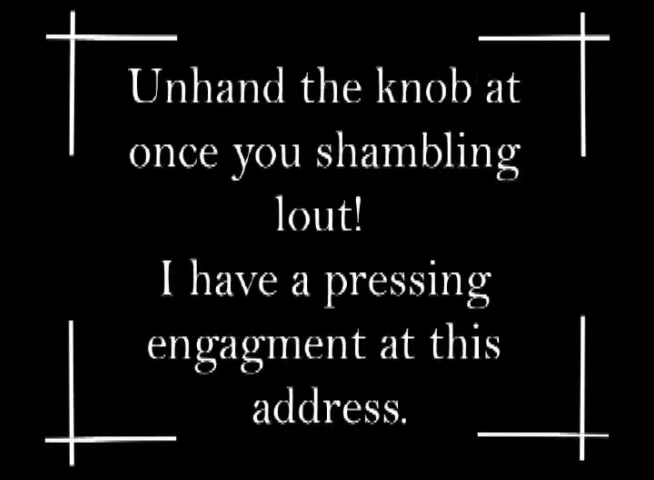 Unhand the knob at
once you shambling
lout!
I have a pressing
engagment at this
address.